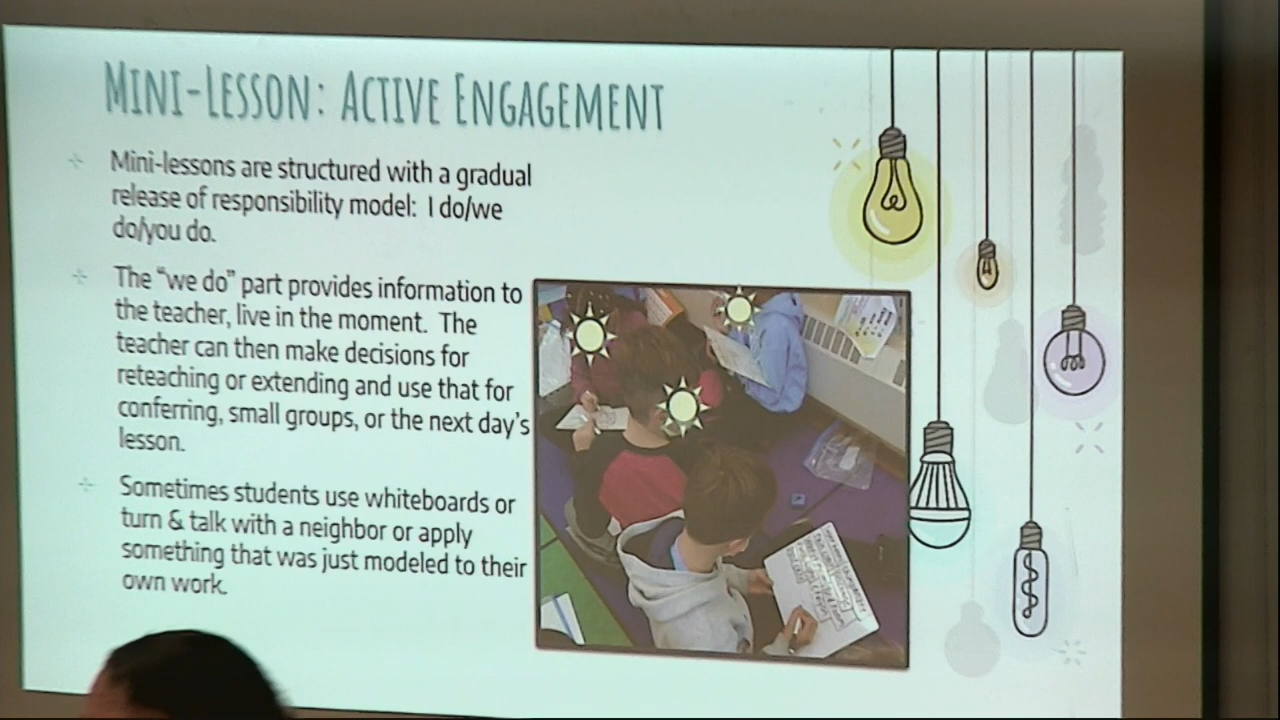 MINI-LESSON: ACTIVE ENGAGEMENT
Mini-lessons are structured with a gradual
release of responsibility model: I do/we
do/you do.
The “we do” part provides information to
the teacher, live in the moment. The
teacher can then make decisions for
reteaching or extending and use that for
conferring, small groups, or the next day’s
lesson.
Sometimes students use whiteboards or
turn & talk with a neighbor or apply
something that was just modeled to their
own work.